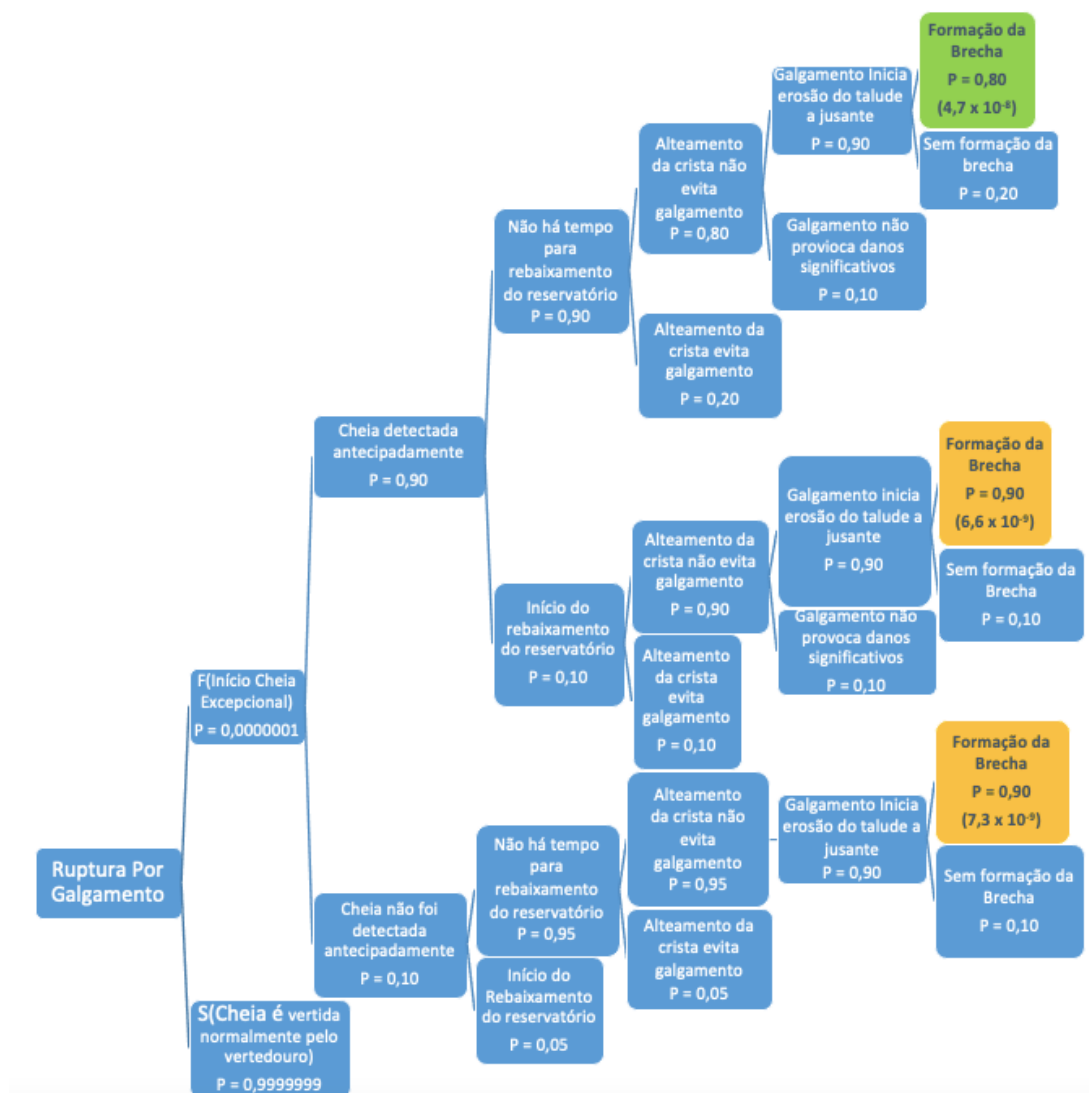 Ruptura Por
Galgamento
F(Início Cheia
Excepcional)
P = 0,0000001
S(Cheia é vertida
normalmente pelo
vertedouro)
P = 0,9999999
Cheia detectada
antecipadamente
P = 0,90
Cheia não foi
detectada
antecipadamente
P = 0,10
Não há tempo
para
rebaixamento
do reservatório
P = 0,90
Início do
rebaixamento
do reservatório
P = 0,10
Não há tempo
para
rebaixamento
do reservatório
P = 0,95
Início do
Rebaixamento
do reservatório
P = 0,05
Alteamento
da crista não
evita
galgamento
P = 0,80
Alteamento da
crista evita
galgamento
P = 0,20
Alteamento da
crista não evita
galgamento
P = 0,90
Alteamento
da crista
evita
galgamento
P = 0,10
Alteamento
da crista não
evita
galgamento
P = 0,95
Alteamento da
crista evita
galgamento
P = 0,05
Galgamento Inicia
erosão do talude
a jusante
P = 0,90
Galgamento não
provioca danos
significativos
P = 0,10
Galgamento inicia
erosão do talude a
jusante
P = 0,90
Galgamento não
provoca danos
significativos
P = 0,10
Galgamento Inicia
erosão do talude a
jusante
P = 0,90
Formação da
Brecha
P = 0,80
(4,7 x 10⁻⁸)
Sem formação da
brecha
P = 0,20
Formação da
Brecha
P = 0,90
(6,6 x 10⁻⁹)
Sem formação da
Brecha
P = 0,10
Formação da
Brecha
P = 0,90
(7,3 x 10⁻⁹)
Sem formação da
Brecha
P = 0,10